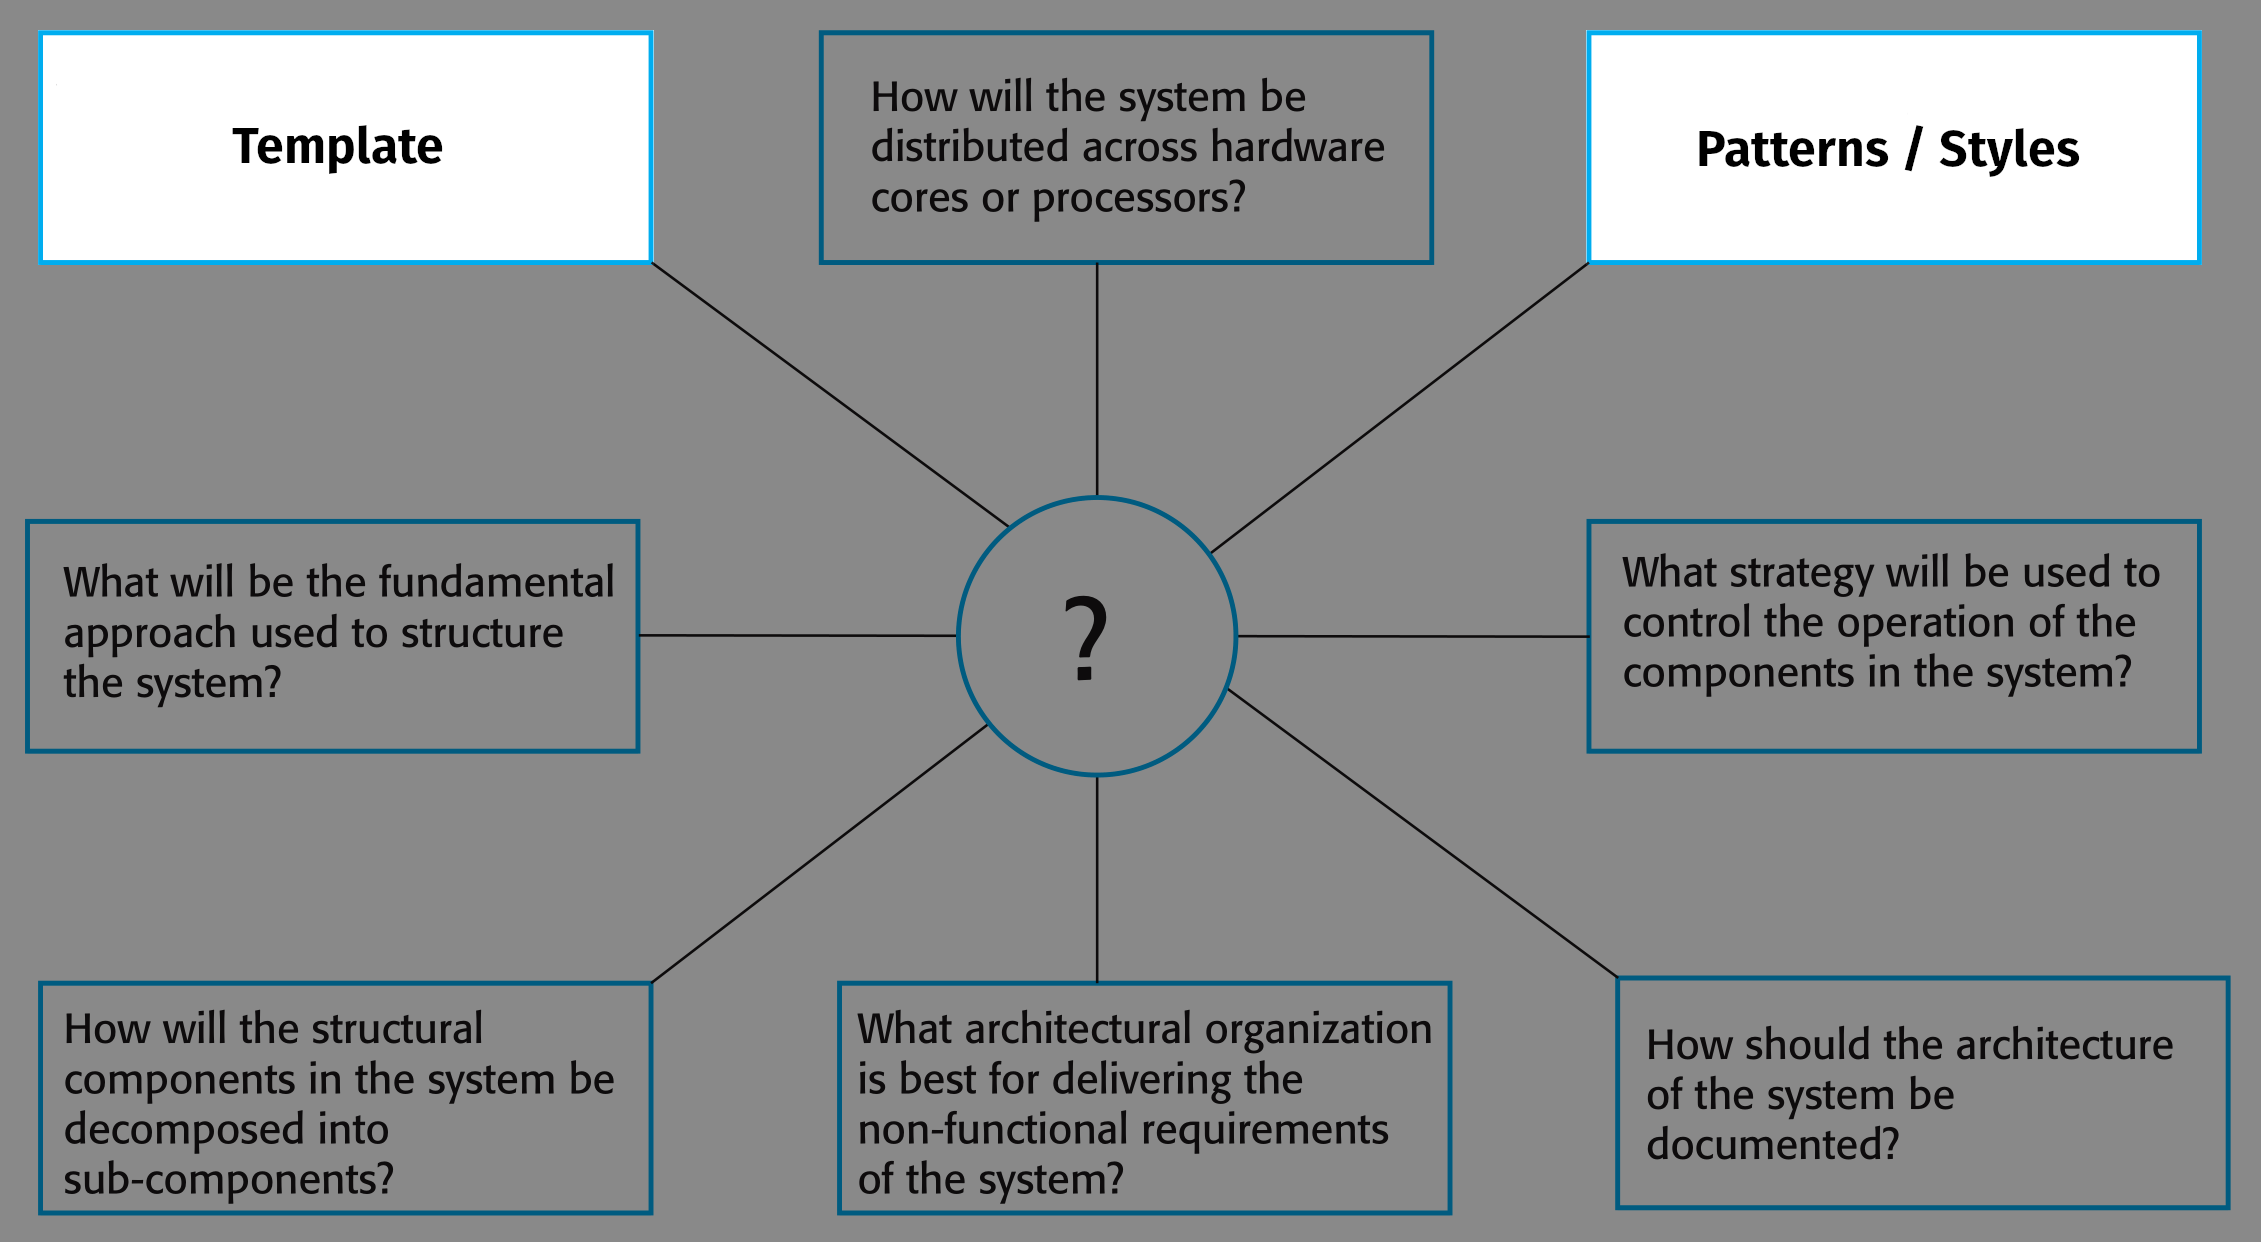 Template
How will the system be
distributed across hardware
cores or processors?
Patterns / Styles
What will be the fundamental
approach used to structure
the system?
?
What strategy will be used to
control the operation of the
components in the system?
How will the structural
components in the system be
decomposed into
sub-components?
What architectural organization
is best for delivering the
non-functional requirements
of the system?
How should the architecture
of the system be
documented?